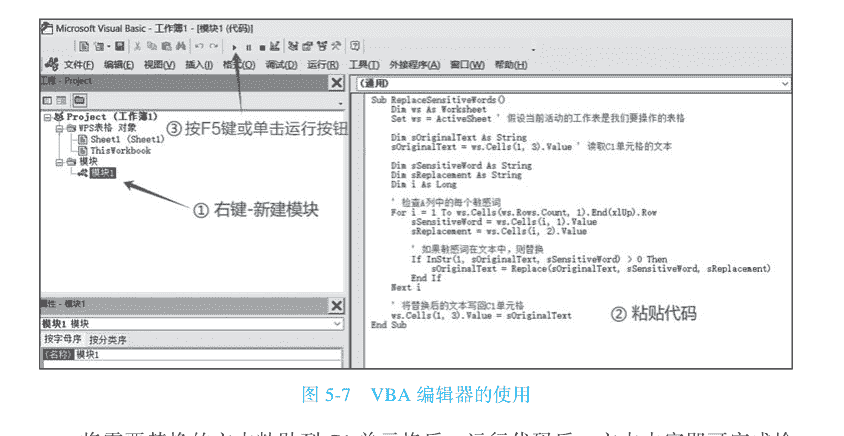 Microsoft Visual Basic - 工作簿1 - [模块1 (代码)]
文件(F) 编辑(E) 视图(V) 插入(I) 格式(O) 调试(D) 运行(R) 工具(T) 外接程序(A) 窗口(W) 帮助(H)
工程 - Project
Project (工作簿1)
WPS表格 对象
Sheet1 (Sheet1)
ThisWorkbook
模块
模块1
③ 按F5键或单击运行按钮
① 右键-新建模块
属性 - 模块1
模块1 模块
按字母序 按分类序
(名称) 模块1
(通用)
Sub ReplaceSensitiveWords()
Dim ws As Worksheet
Set ws = ActiveSheet ' 假设当前活动的工作表是我们要操作的表格
Dim sOriginalText As String
sOriginalText = ws.Cells(1, 3).Value ' 读取C1单元格的文本
Dim sSensitiveWord As String
Dim sReplacement As String
Dim i As Long
' 检查A列中的每个敏感词
For i = 1 To ws.Cells(ws.Rows.Count, 1).End(xlUp).Row
sSensitiveWord = ws.Cells(i, 1).Value
sReplacement = ws.Cells(i, 2).Value
' 如果敏感词在文本中，则替换
If InStr(1, sOriginalText, sSensitiveWord) > 0 Then
sOriginalText = Replace(sOriginalText, sSensitiveWord, sReplacement)
End If
Next i
' 将替换后的文本写回C1单元格
ws.Cells(1, 3).Value = sOriginalText
End Sub
② 粘贴代码
图 5-7 VBA 编辑器的使用